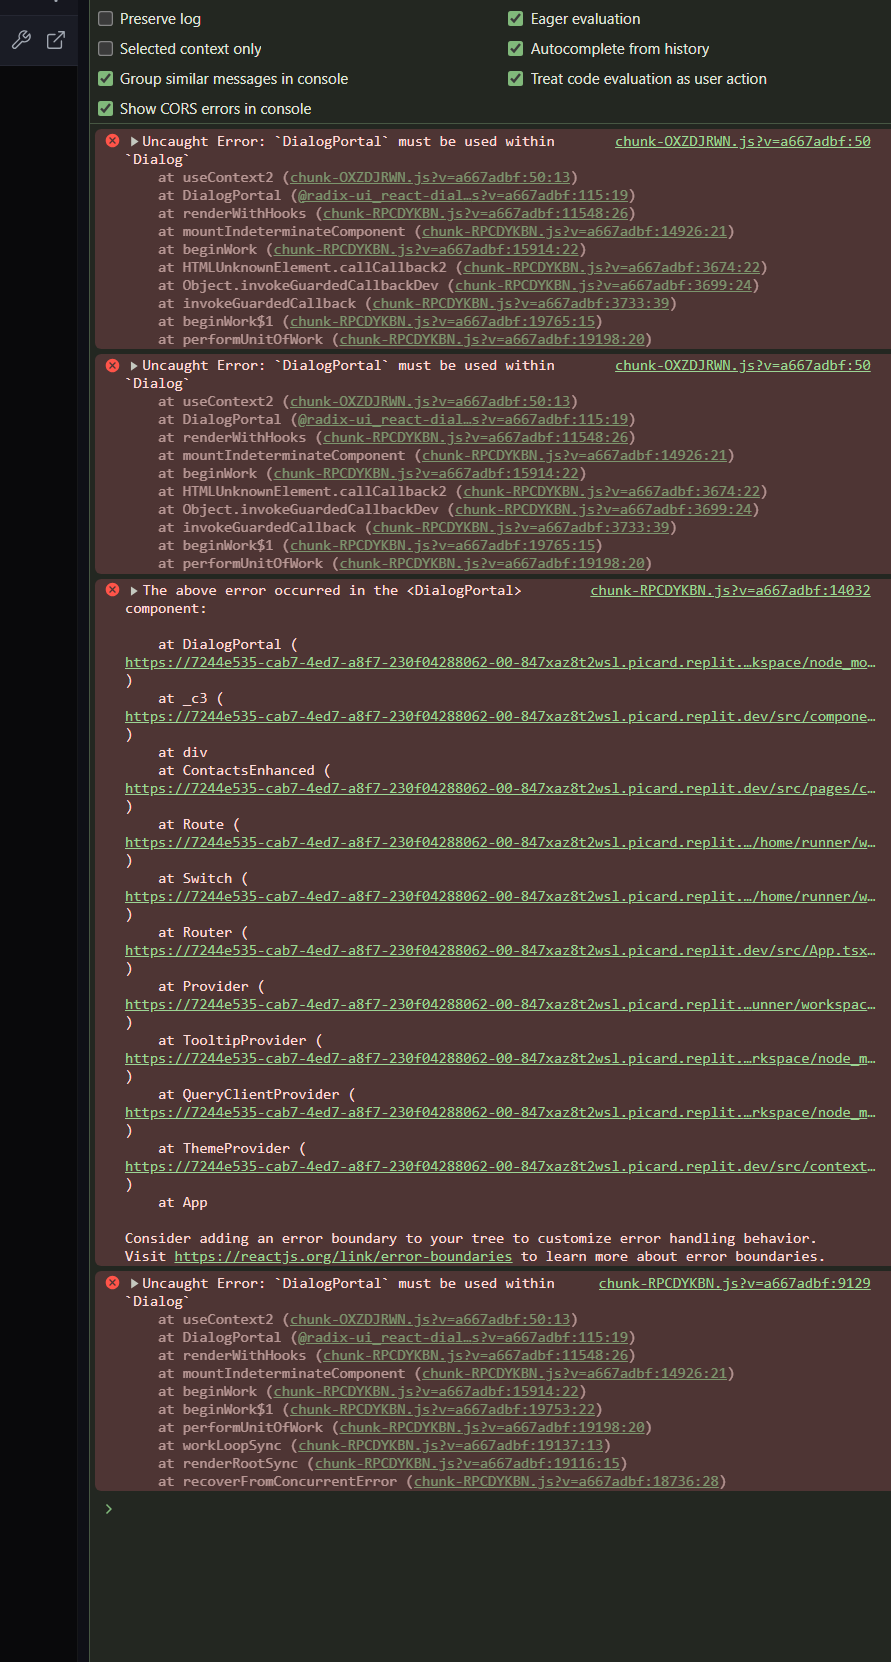 Preserve log
Eager evaluation
Selected context only
Autocomplete from history
Group similar messages in console
Treat code evaluation as user action
Show CORS errors in console
Uncaught Error: `DialogPortal` must be used within chunk-OXZDJRWN.js?v=a667adbf:50
`Dialog`
at useContext2 (chunk-OXZDJRWN.js?v=a667adbf:50:13)
at DialogPortal (@radix-ui_react-dial…s?v=a667adbf:115:19)
at renderWithHooks (chunk-RPCDYKBN.js?v=a667adbf:11548:26)
at mountIndeterminateComponent (chunk-RPCDYKBN.js?v=a667adbf:14926:21)
at beginWork (chunk-RPCDYKBN.js?v=a667adbf:15914:22)
at HTMLUnknownElement.callCallback2 (chunk-RPCDYKBN.js?v=a667adbf:3674:22)
at Object.invokeGuardedCallbackDev (chunk-RPCDYKBN.js?v=a667adbf:3699:24)
at invokeGuardedCallback (chunk-RPCDYKBN.js?v=a667adbf:3733:39)
at beginWork$1 (chunk-RPCDYKBN.js?v=a667adbf:19765:15)
at performUnitOfWork (chunk-RPCDYKBN.js?v=a667adbf:19198:20)
Uncaught Error: `DialogPortal` must be used within chunk-OXZDJRWN.js?v=a667adbf:50
`Dialog`
at useContext2 (chunk-OXZDJRWN.js?v=a667adbf:50:13)
at DialogPortal (@radix-ui_react-dial…s?v=a667adbf:115:19)
at renderWithHooks (chunk-RPCDYKBN.js?v=a667adbf:11548:26)
at mountIndeterminateComponent (chunk-RPCDYKBN.js?v=a667adbf:14926:21)
at beginWork (chunk-RPCDYKBN.js?v=a667adbf:15914:22)
at HTMLUnknownElement.callCallback2 (chunk-RPCDYKBN.js?v=a667adbf:3674:22)
at Object.invokeGuardedCallbackDev (chunk-RPCDYKBN.js?v=a667adbf:3699:24)
at invokeGuardedCallback (chunk-RPCDYKBN.js?v=a667adbf:3733:39)
at beginWork$1 (chunk-RPCDYKBN.js?v=a667adbf:19765:15)
at performUnitOfWork (chunk-RPCDYKBN.js?v=a667adbf:19198:20)
The above error occurred in the <DialogPortal> chunk-RPCDYKBN.js?v=a667adbf:14032
component:
at DialogPortal (
https://7244e535-cab7-4ed7-a8f7-230f04288062-00-847xaz8t2wsl.picard.replit.…kspace/node_mo…
)
at _c3 (
https://7244e535-cab7-4ed7-a8f7-230f04288062-00-847xaz8t2wsl.picard.replit.dev/src/compone…
)
at div
at ContactsEnhanced (
https://7244e535-cab7-4ed7-a8f7-230f04288062-00-847xaz8t2wsl.picard.replit.dev/src/pages/c…
)
at Route (
https://7244e535-cab7-4ed7-a8f7-230f04288062-00-847xaz8t2wsl.picard.replit.…/home/runner/w…
)
at Switch (
https://7244e535-cab7-4ed7-a8f7-230f04288062-00-847xaz8t2wsl.picard.replit.…/home/runner/w…
)
at Router (
https://7244e535-cab7-4ed7-a8f7-230f04288062-00-847xaz8t2wsl.picard.replit.dev/src/App.tsx…
)
at Provider (
https://7244e535-cab7-4ed7-a8f7-230f04288062-00-847xaz8t2wsl.picard.replit.…unner/workspac…
)
at TooltipProvider (
https://7244e535-cab7-4ed7-a8f7-230f04288062-00-847xaz8t2wsl.picard.replit.…rkspace/node_m…
)
at QueryClientProvider (
https://7244e535-cab7-4ed7-a8f7-230f04288062-00-847xaz8t2wsl.picard.replit.…rkspace/node_m…
)
at ThemeProvider (
https://7244e535-cab7-4ed7-a8f7-230f04288062-00-847xaz8t2wsl.picard.replit.dev/src/context…
)
at App
Consider adding an error boundary to your tree to customize error handling behavior.
Visit https://reactjs.org/link/error-boundaries to learn more about error boundaries.
Uncaught Error: `DialogPortal` must be used within chunk-RPCDYKBN.js?v=a667adbf:9129
`Dialog`
at useContext2 (chunk-OXZDJRWN.js?v=a667adbf:50:13)
at DialogPortal (@radix-ui_react-dial…s?v=a667adbf:115:19)
at renderWithHooks (chunk-RPCDYKBN.js?v=a667adbf:11548:26)
at mountIndeterminateComponent (chunk-RPCDYKBN.js?v=a667adbf:14926:21)
at beginWork (chunk-RPCDYKBN.js?v=a667adbf:15914:22)
at beginWork$1 (chunk-RPCDYKBN.js?v=a667adbf:19753:22)
at performUnitOfWork (chunk-RPCDYKBN.js?v=a667adbf:19198:20)
at workLoopSync (chunk-RPCDYKBN.js?v=a667adbf:19137:13)
at renderRootSync (chunk-RPCDYKBN.js?v=a667adbf:19116:15)
at recoverFromConcurrentError (chunk-RPCDYKBN.js?v=a667adbf:18736:28)